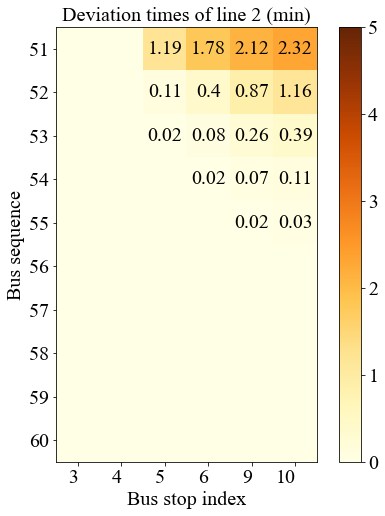 Deviation times of line 2 (min)
51 1.19 1.78 2.12 2.32
52 0.11 0.4 0.87 1.16
53 0.02 0.08 0.26 0.39
54 0.02 0.07 0.11
55 0.02 0.03
56
57
58
59
60
Bus sequence
3 4 5 6 9 10
Bus stop index
5
4
3
2
1
0